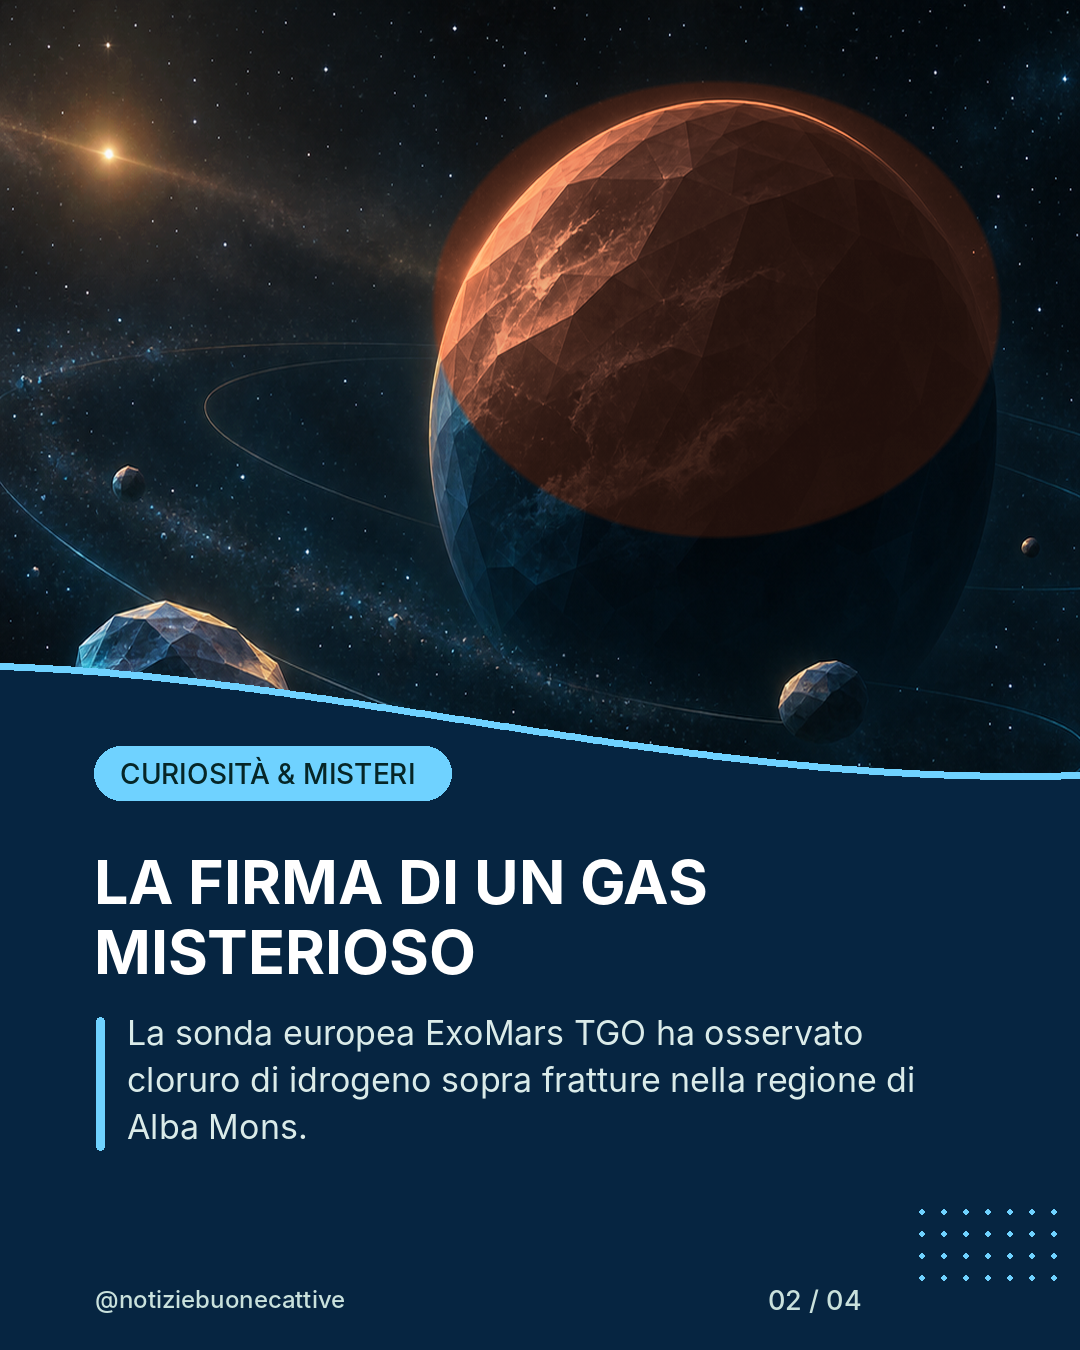 CURIOSITÀ & MISTERI
LA FIRMA DI UN GAS
MISTERIOSO
La sonda europea ExoMars TGO ha osservato
cloruro di idrogeno sopra fratture nella regione di
Alba Mons.
@notiziebuonecattive
02 / 04